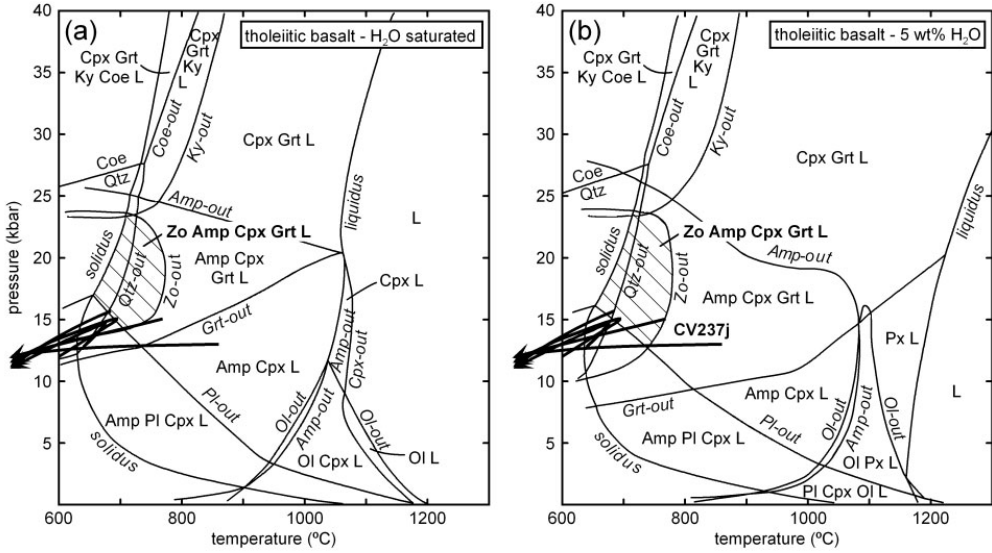 (a)
tholeiitic basalt - H₂O saturated
40
35
30
25
20
15
10
5
pressure (kbar)
Cpx Grt
Ky Coe L
Cpx
Grt
Ky
L
Coe-out
Ky-out
Cpx Grt L
liquidus
L
Coe
Qtz
Amp-out
solidus
Qtz-out
Zo-out
Zo Amp Cpx Grt L
Amp Cpx
Grt L
Cpx L
Grt-out
Amp-out
Cpx-out
Amp Cpx L
Pl-out
Ol-out
Amp-out
Ol-out
Amp Pl Cpx L
solidus
Ol Cpx L
Ol L
600
800
1000
1200
temperature (ºC)
(b)
tholeiitic basalt - 5 wt% H₂O
40
35
30
25
20
15
10
5
Cpx Grt
Ky Coe L
Cpx
Grt
Ky
L
Coe-out
Ky-out
Cpx Grt L
liquidus
Coe
Qtz
solidus
Qtz-out
Zo-out
Zo Amp Cpx Grt L
Amp-out
Amp Cpx Grt L
CV237j
Px L
L
Grt-out
Amp Cpx L
Pl-out
Ol-out
Amp-out
Ol-out
Amp Pl Cpx L
solidus
Ol Px L
Pl Cpx Ol L
600
800
1000
1200
temperature (ºC)